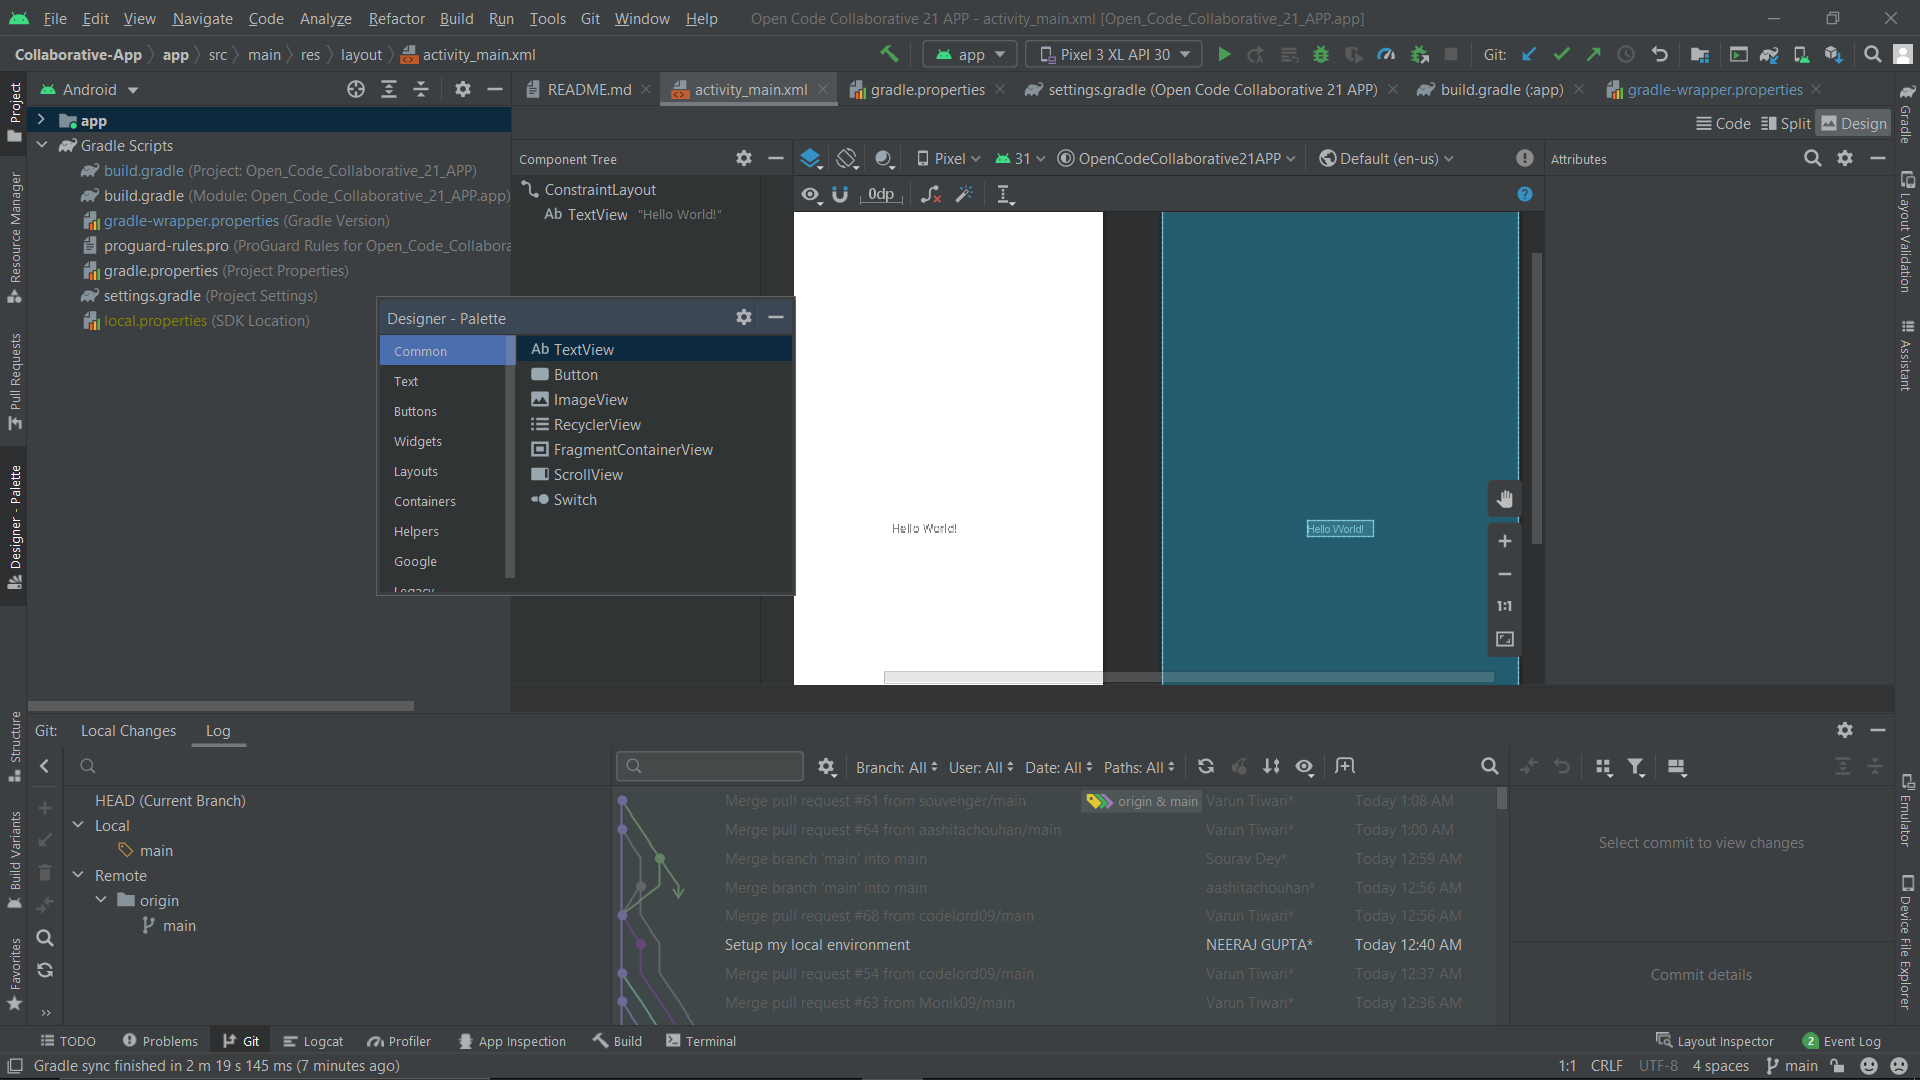 File Edit View Navigate Code Analyze Refactor Build Run Tools Git Window Help Open Code Collaborative 21 APP - activity_main.xml [Open_Code_Collaborative_21_APP.app]
Collaborative-App app src main res layout activity_main.xml app Pixel 3 XL API 30 Git:
Android README.md activity_main.xml gradle.properties settings.gradle (Open Code Collaborative 21 APP) build.gradle (:app) gradle-wrapper.properties
Code Split Design
Project
Resource Manager
Pull Requests
Designer - Palette
Structure
Build Variants
Favorites
app
Gradle Scripts
build.gradle (Project: Open_Code_Collaborative_21_APP)
build.gradle (Module: Open_Code_Collaborative_21_APP.app)
gradle-wrapper.properties (Gradle Version)
proguard-rules.pro (ProGuard Rules for Open_Code_Collabora
gradle.properties (Project Properties)
settings.gradle (Project Settings)
local.properties (SDK Location)
Component Tree
ConstraintLayout
Ab TextView "Hello World!"
Pixel 31 OpenCodeCollaborative21APP Default (en-us)
0dp
Attributes
Designer - Palette
Common
Text
Buttons
Widgets
Layouts
Containers
Helpers
Google
Legacy
Ab TextView
Button
ImageView
RecyclerView
FragmentContainerView
ScrollView
Switch
Hello World!
Hello World!
1:1
Gradle
Layout Validation
Assistant
Emulator
Device File Explorer
Git: Local Changes Log
Branch: All User: All Date: All Paths: All
HEAD (Current Branch)
Local
main
Remote
origin
main
Merge pull request #61 from souvenger/main origin & main Varun Tiwari* Today 1:08 AM
Merge pull request #64 from aashitachouhan/main Varun Tiwari* Today 1:00 AM
Merge branch 'main' into main Sourav Dey* Today 12:59 AM
Merge branch 'main' into main aashitachouhan* Today 12:56 AM
Merge pull request #68 from codelord09/main Varun Tiwari* Today 12:56 AM
Setup my local environment NEERAJ GUPTA* Today 12:40 AM
Merge pull request #54 from codelord09/main Varun Tiwari* Today 12:37 AM
Merge pull request #63 from Monik09/main Varun Tiwari* Today 12:36 AM
Select commit to view changes
Commit details
TODO Problems Git Logcat Profiler App Inspection Build Terminal Layout Inspector 2 Event Log
Gradle sync finished in 2 m 19 s 145 ms (7 minutes ago) 1:1 CRLF UTF-8 4 spaces main